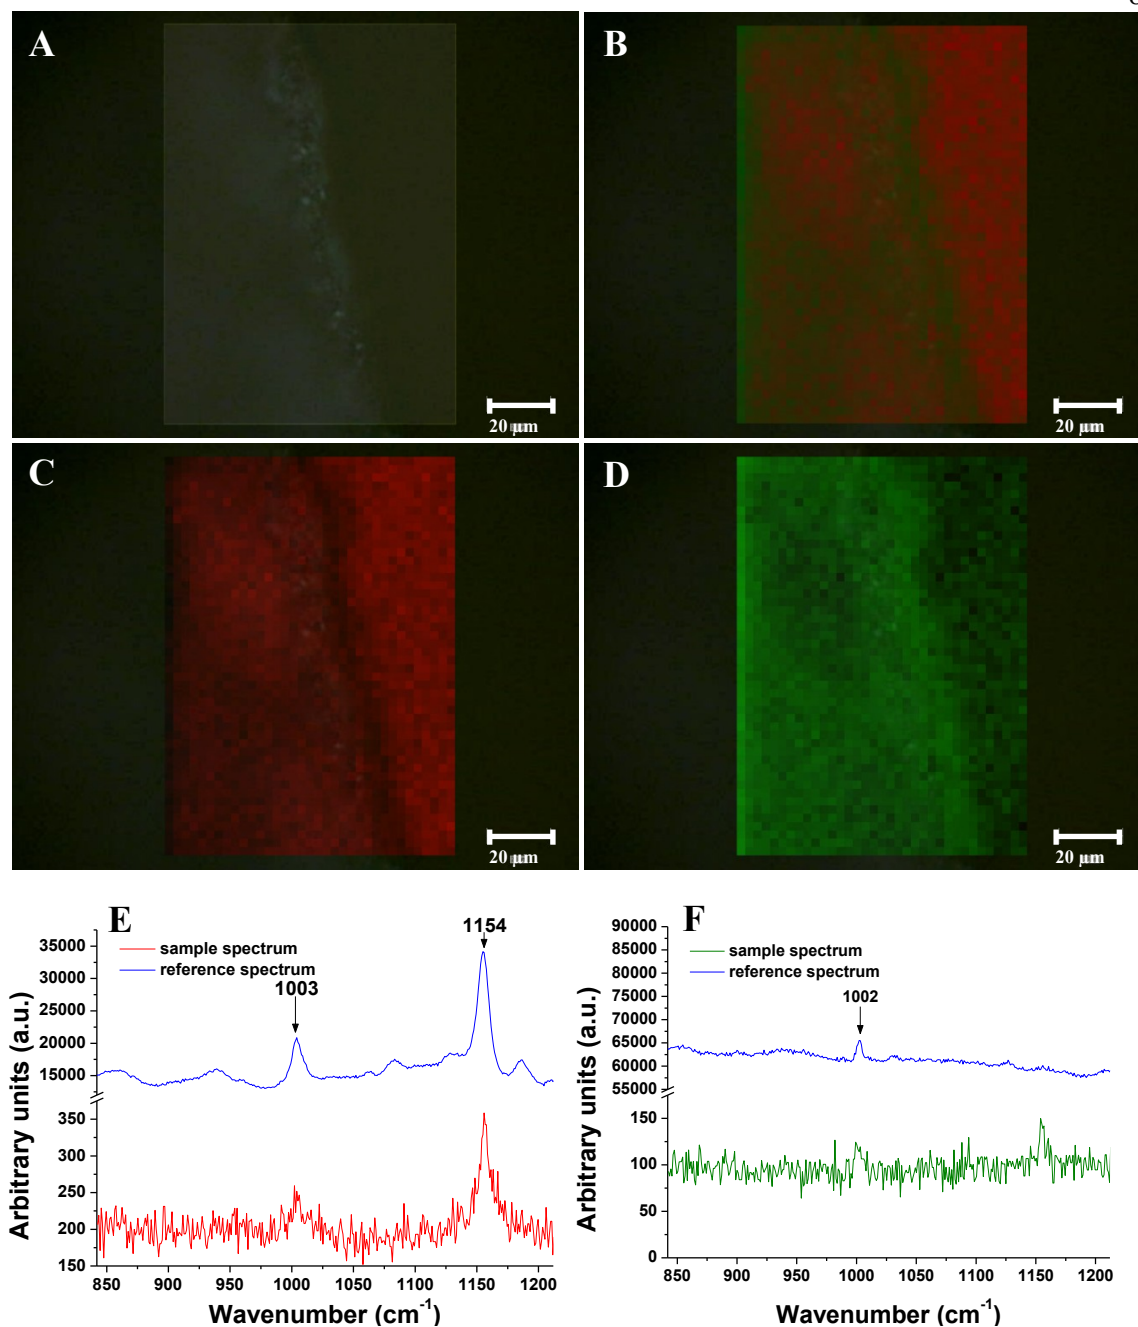 A
20 µm
B
20 µm
C
20 µm
D
20 µm
E
sample spectrum
reference spectrum
1003
1154
35000
30000
25000
20000
15000
350
300
250
200
150
850 900 950 1000 1050 1100 1150 1200
Arbitrary units (a.u.)
Wavenumber (cm⁻¹)
F
sample spectrum
reference spectrum
1002
90000
85000
80000
75000
70000
65000
60000
55000
150
100
50
0
850 900 950 1000 1050 1100 1150 1200
Arbitrary units (a.u.)
Wavenumber (cm⁻¹)